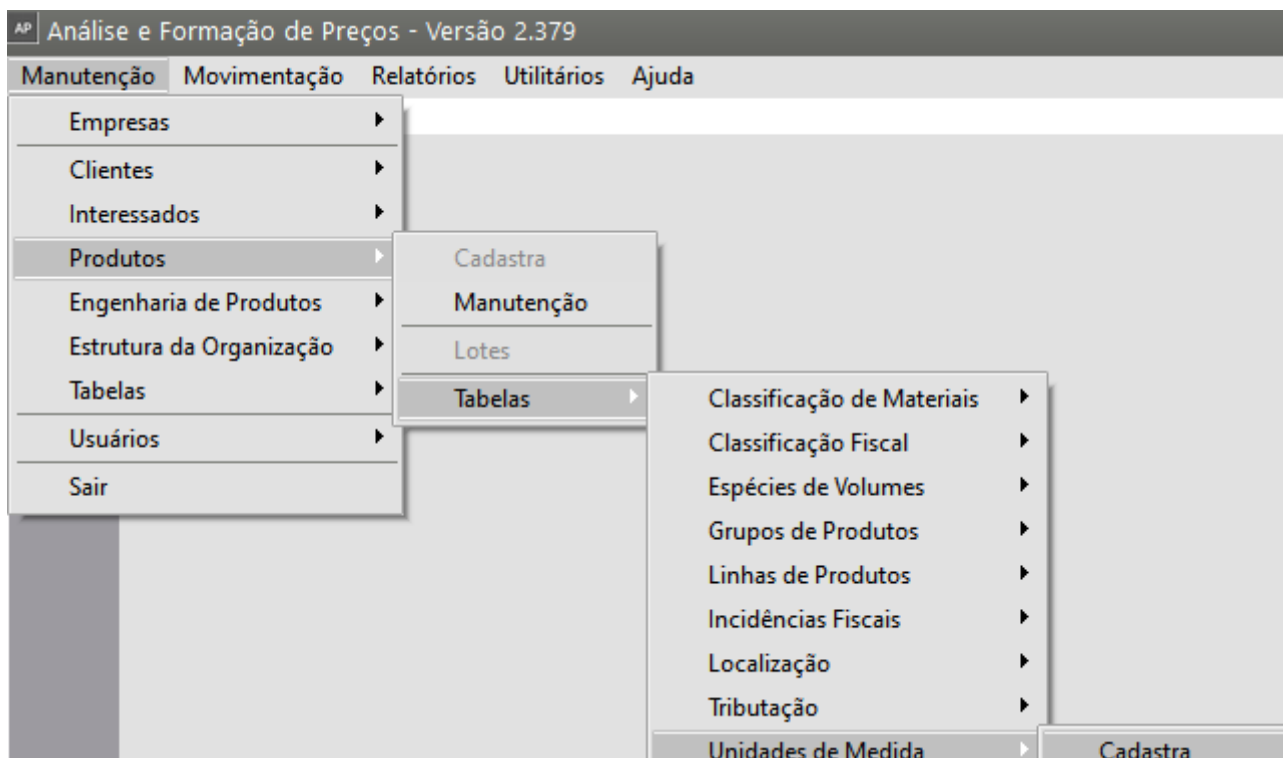 AP Análise e Formação de Preços - Versão 2.379
Manutenção Movimentação Relatórios Utilitários Ajuda
Empresas
Clientes
Interessados
Produtos
Engenharia de Produtos
Estrutura da Organização
Tabelas
Usuários
Sair
Cadastra
Manutenção
Lotes
Tabelas
Classificação de Materiais
Classificação Fiscal
Espécies de Volumes
Grupos de Produtos
Linhas de Produtos
Incidências Fiscais
Localização
Tributação
Unidades de Medida
Cadastra